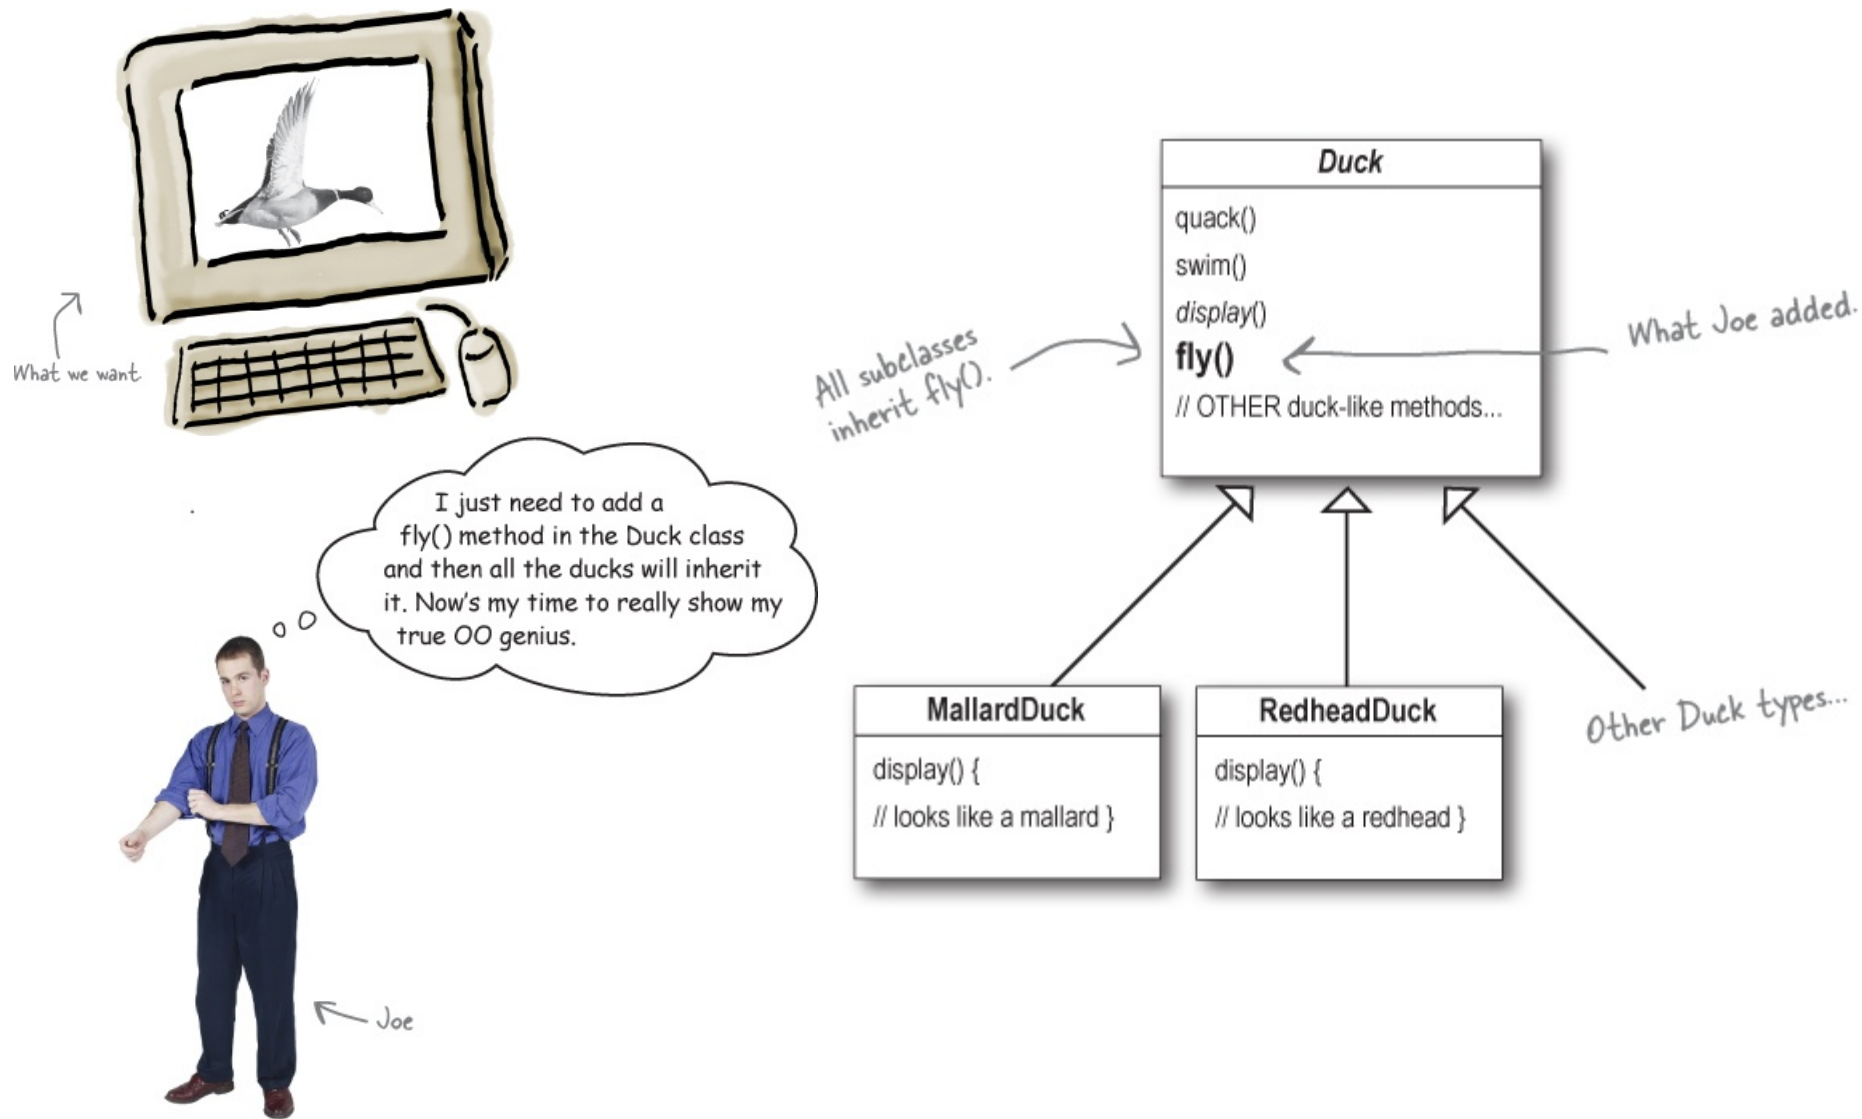 What we want
I just need to add a
fly() method in the Duck class
and then all the ducks will inherit
it. Now's my time to really show my
true OO genius.
Joe
All subclasses
inherit fly().
Duck
quack()
swim()
display()
fly()
// OTHER duck-like methods...
What Joe added.
MallardDuck
display() {
// looks like a mallard }
RedheadDuck
display() {
// looks like a redhead }
Other Duck types...